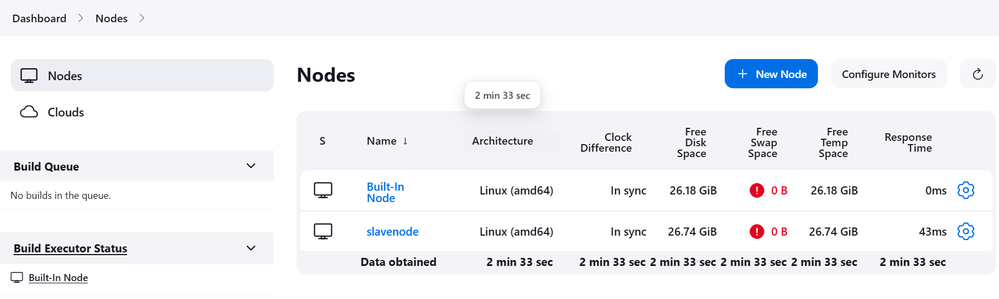 Dashboard > Nodes >
Nodes
Clouds
Build Queue
No builds in the queue.
Build Executor Status
Built-In Node
Nodes
+ New Node
Configure Monitors
2 min 33 sec
S Name ↓ Architecture Clock Difference Free Disk Space Free Swap Space Free Temp Space Response Time
Built-In Node Linux (amd64) In sync 26.18 GiB ! 0 B 26.18 GiB 0ms
slavenode Linux (amd64) In sync 26.74 GiB ! 0 B 26.74 GiB 43ms
Data obtained 2 min 33 sec 2 min 33 sec 2 min 33 sec 2 min 33 sec 2 min 33 sec 2 min 33 sec